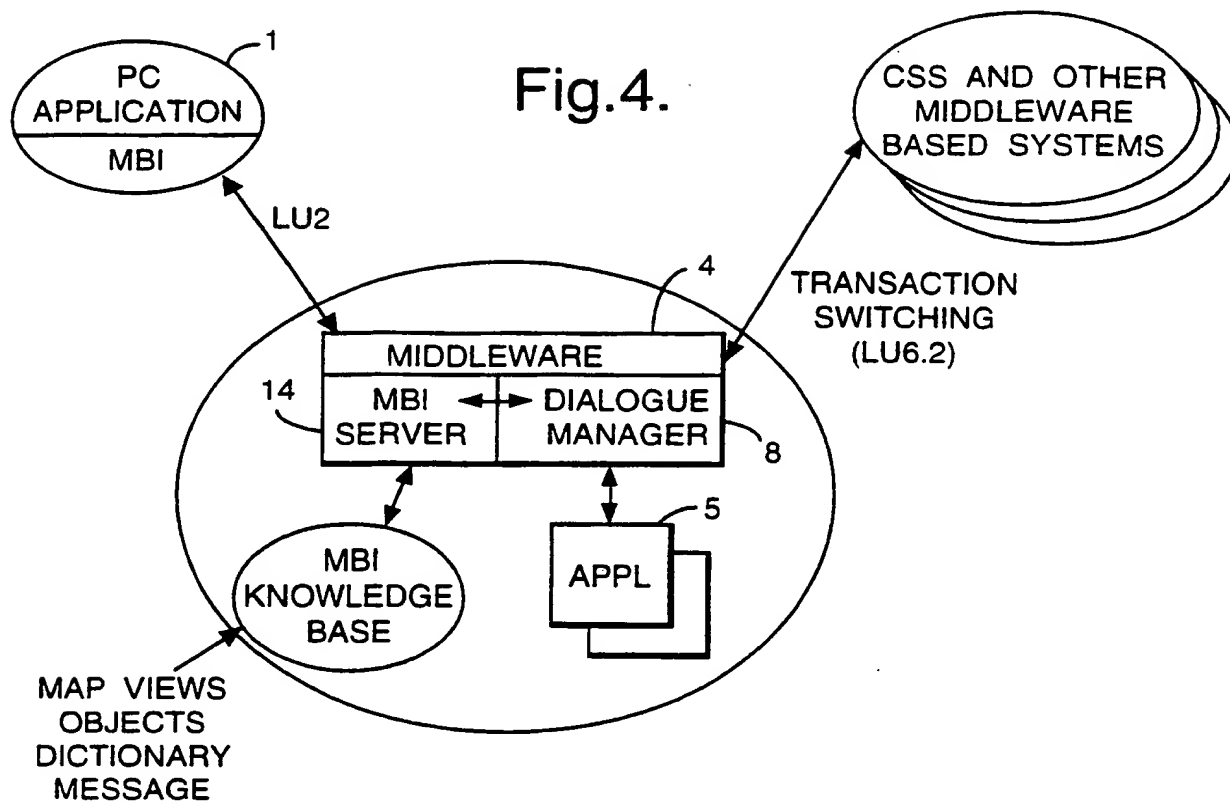 1
PC
APPLICATION
MBI
Fig.4.
CSS AND OTHER
MIDDLEWARE
BASED SYSTEMS
LU2
4
TRANSACTION
SWITCHING
(LU6.2)
MIDDLEWARE
14
MBI
SERVER
DIALOGUE
MANAGER
8
5
MBI
KNOWLEDGE
BASE
APPL
MAP VIEWS
OBJECTS
DICTIONARY
MESSAGE